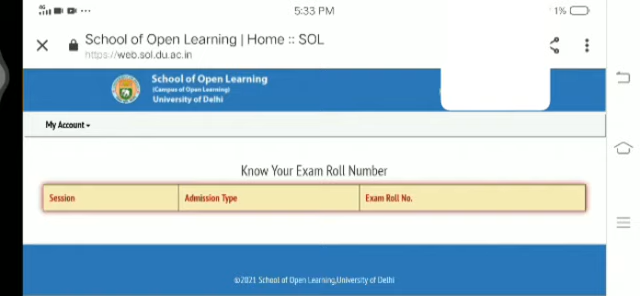 5:33 PM
1%
School of Open Learning | Home :: SOL
https://web.sol.du.ac.in
School of Open Learning
(Campus of Open Learning)
University of Delhi
My Account
Know Your Exam Roll Number
Session Admission Type Exam Roll No.
©2021 School of Open Learning,University of Delhi